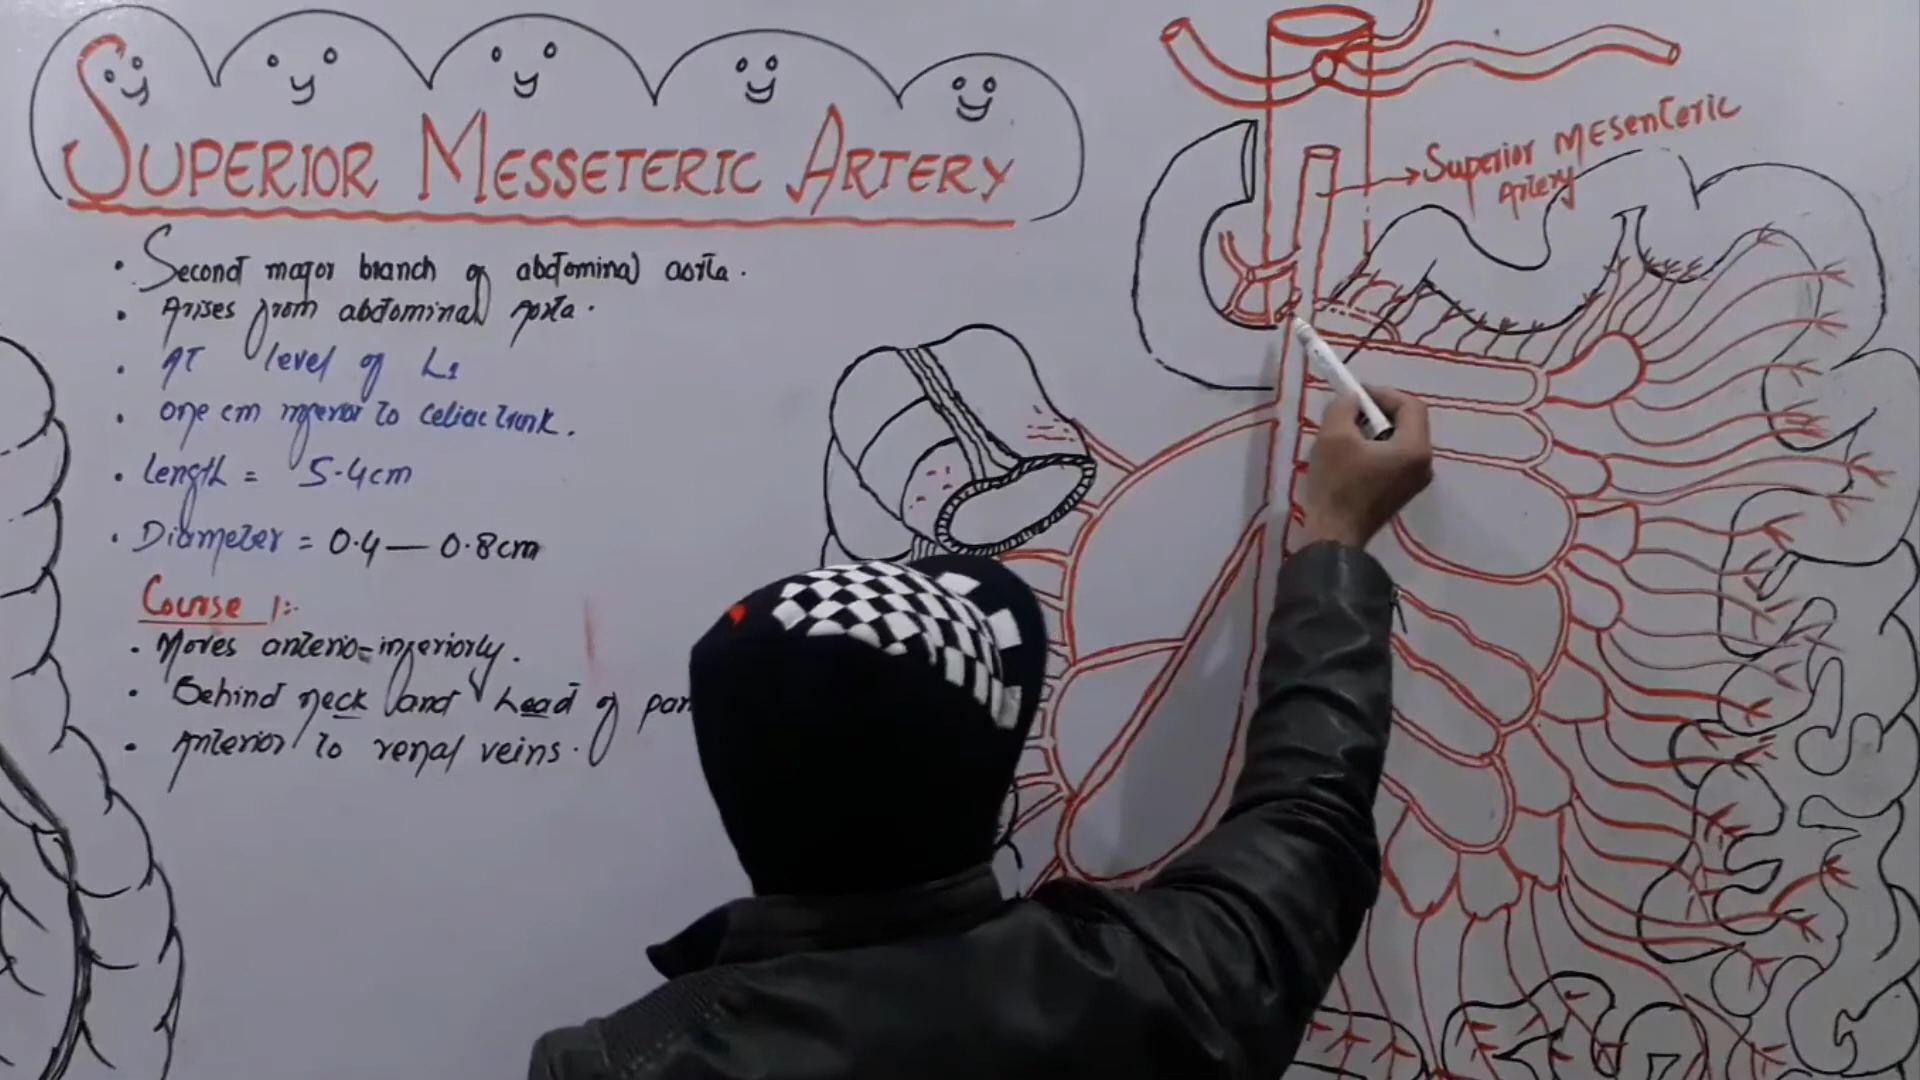 SUPERIOR MESSETERIC ARTERY
• Second major branch of abdominal aorta.
• Arises from abdominal Aorta.
• AT level of L1
• one cm inferior to celiac trunk.
• Length = 5.4cm
• Diameter = 0.4 — 0.8cm
Course 1:-
• Moves anterio-inferiorly.
• Behind neck and head of pan
• Anterior to renal veins.
Superior MEsenteric
Artery